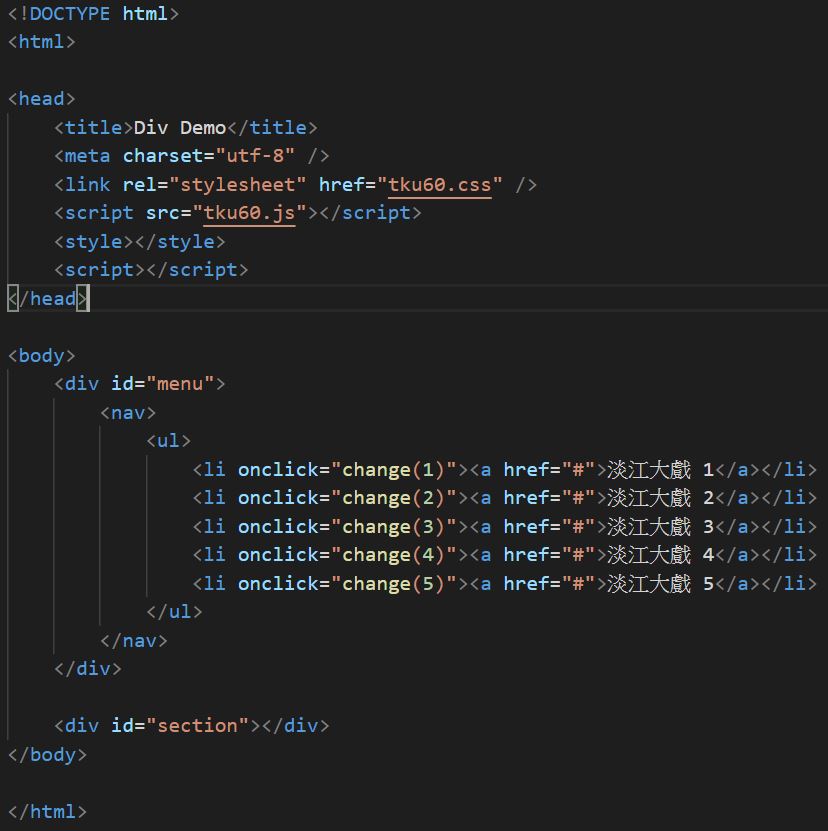 <!DOCTYPE html>
<html>
<head>
<title>Div Demo</title>
<meta charset="utf-8" />
<link rel="stylesheet" href="tku60.css" />
<script src="tku60.js"></script>
<style></style>
<script></script>
</head>
<body>
<div id="menu">
<nav>
<ul>
<li onclick="change(1)"><a href="#">淡江大戲 1</a></li>
<li onclick="change(2)"><a href="#">淡江大戲 2</a></li>
<li onclick="change(3)"><a href="#">淡江大戲 3</a></li>
<li onclick="change(4)"><a href="#">淡江大戲 4</a></li>
<li onclick="change(5)"><a href="#">淡江大戲 5</a></li>
</ul>
</nav>
</div>
<div id="section"></div>
</body>
</html>